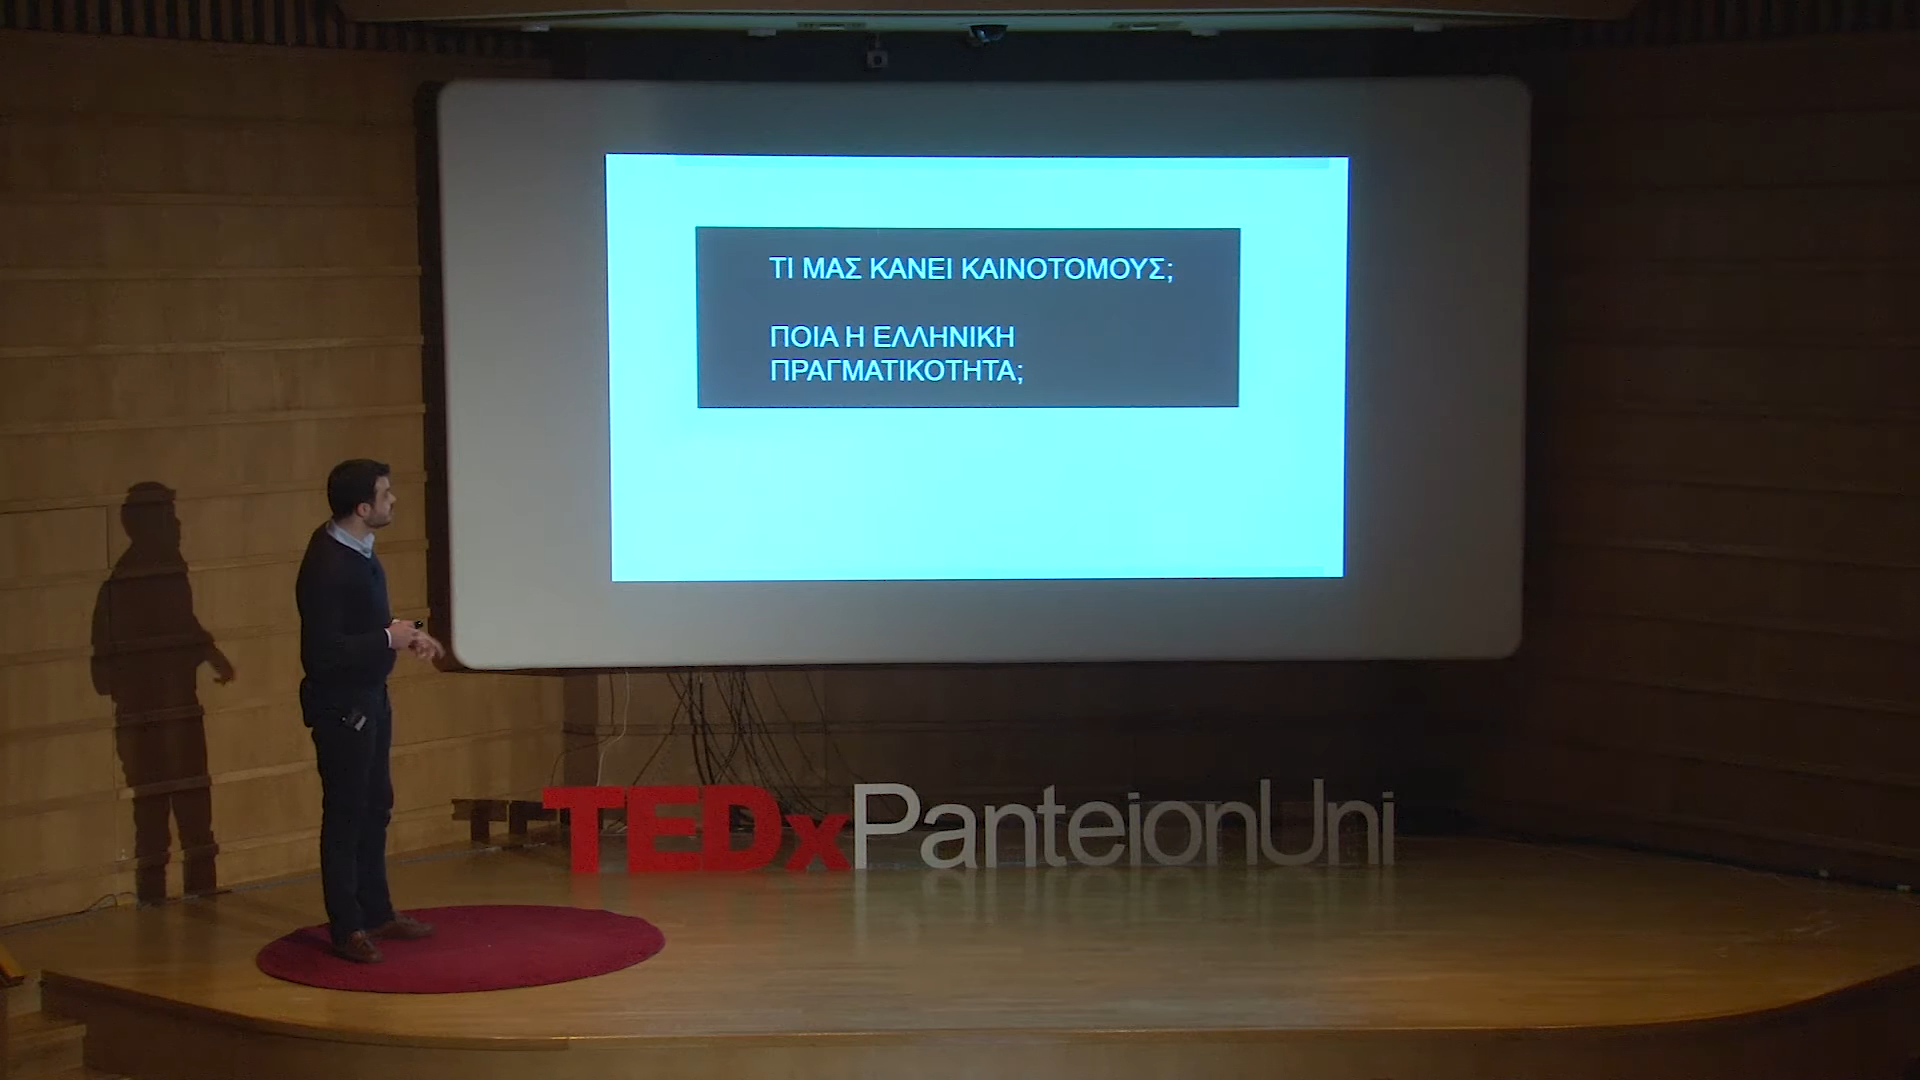 ΤΙ ΜΑΣ ΚΑΝΕΙ ΚΑΙΝΟΤΟΜΟΥΣ;
ΠΟΙΑ Η ΕΛΛΗΝΙΚΗ
ΠΡΑΓΜΑΤΙΚΟΤΗΤΑ;
TEDxPanteionUni